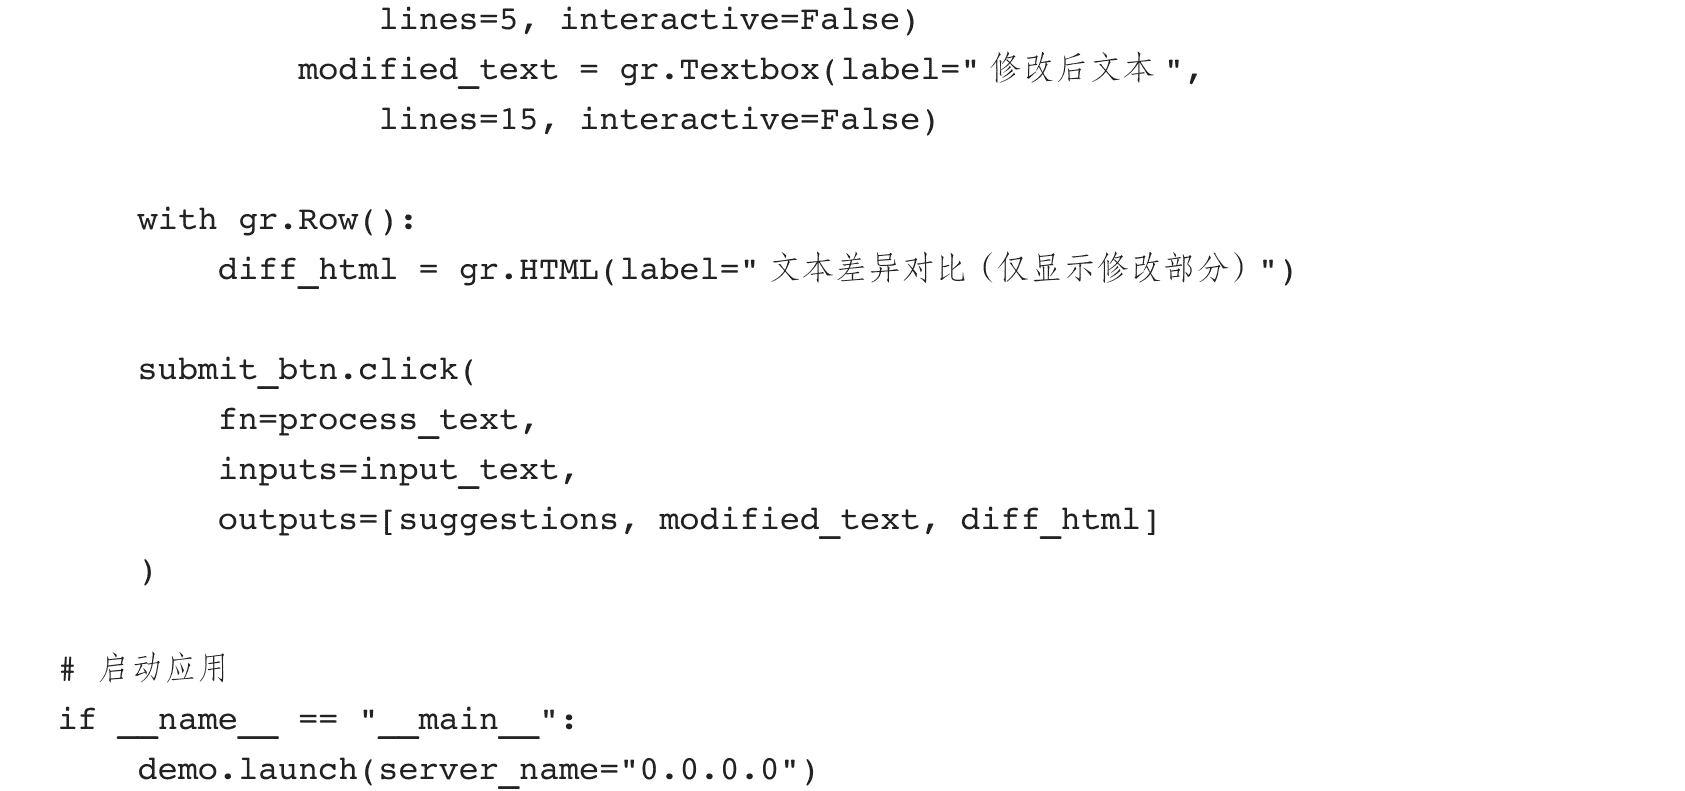 lines=5, interactive=False)
            modified_text = gr.Textbox(label="修改后文本",
                lines=15, interactive=False)

    with gr.Row():
        diff_html = gr.HTML(label="文本差异对比（仅显示修改部分）")

    submit_btn.click(
        fn=process_text,
        inputs=input_text,
        outputs=[suggestions, modified_text, diff_html]
    )

# 启动应用
if __name__ == "__main__":
    demo.launch(server_name="0.0.0.0")